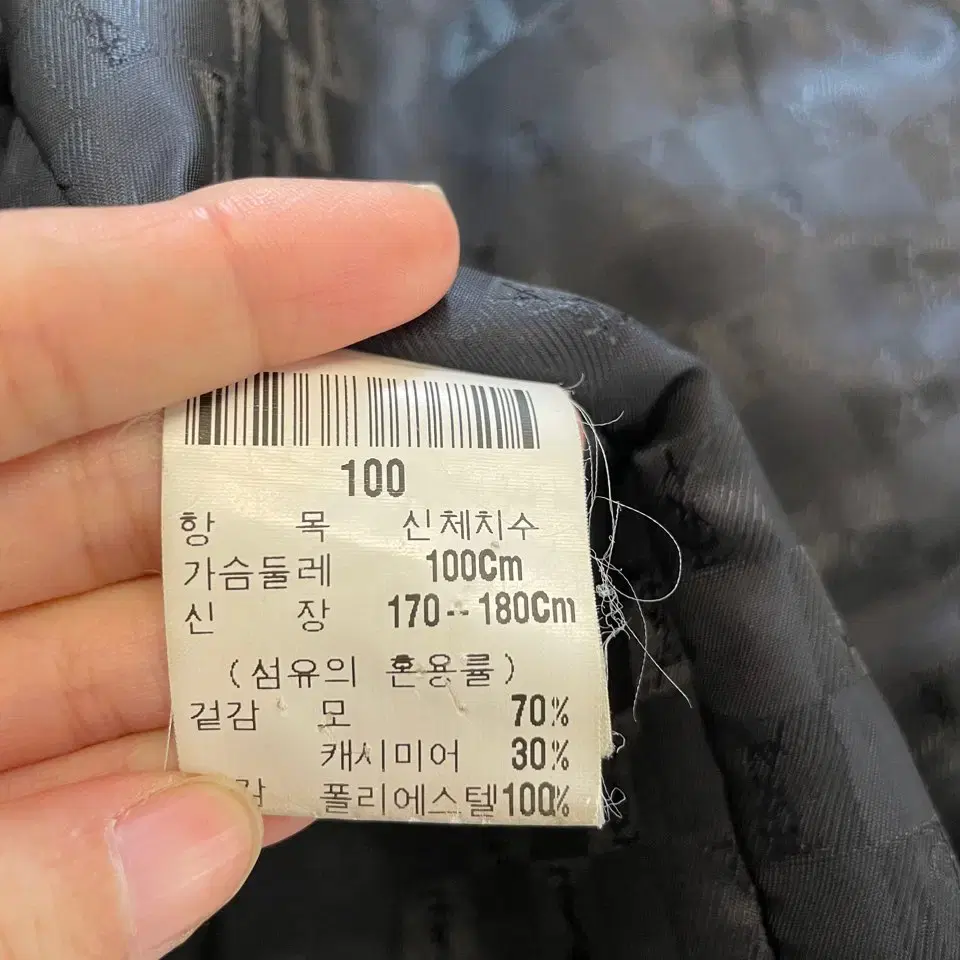 100
항 목 신체치수
가슴둘레 100Cm
신 장 170--180Cm
(섬유의 혼용률)
겉감 모 70%
캐시미어 30%
폴리에스텔100%